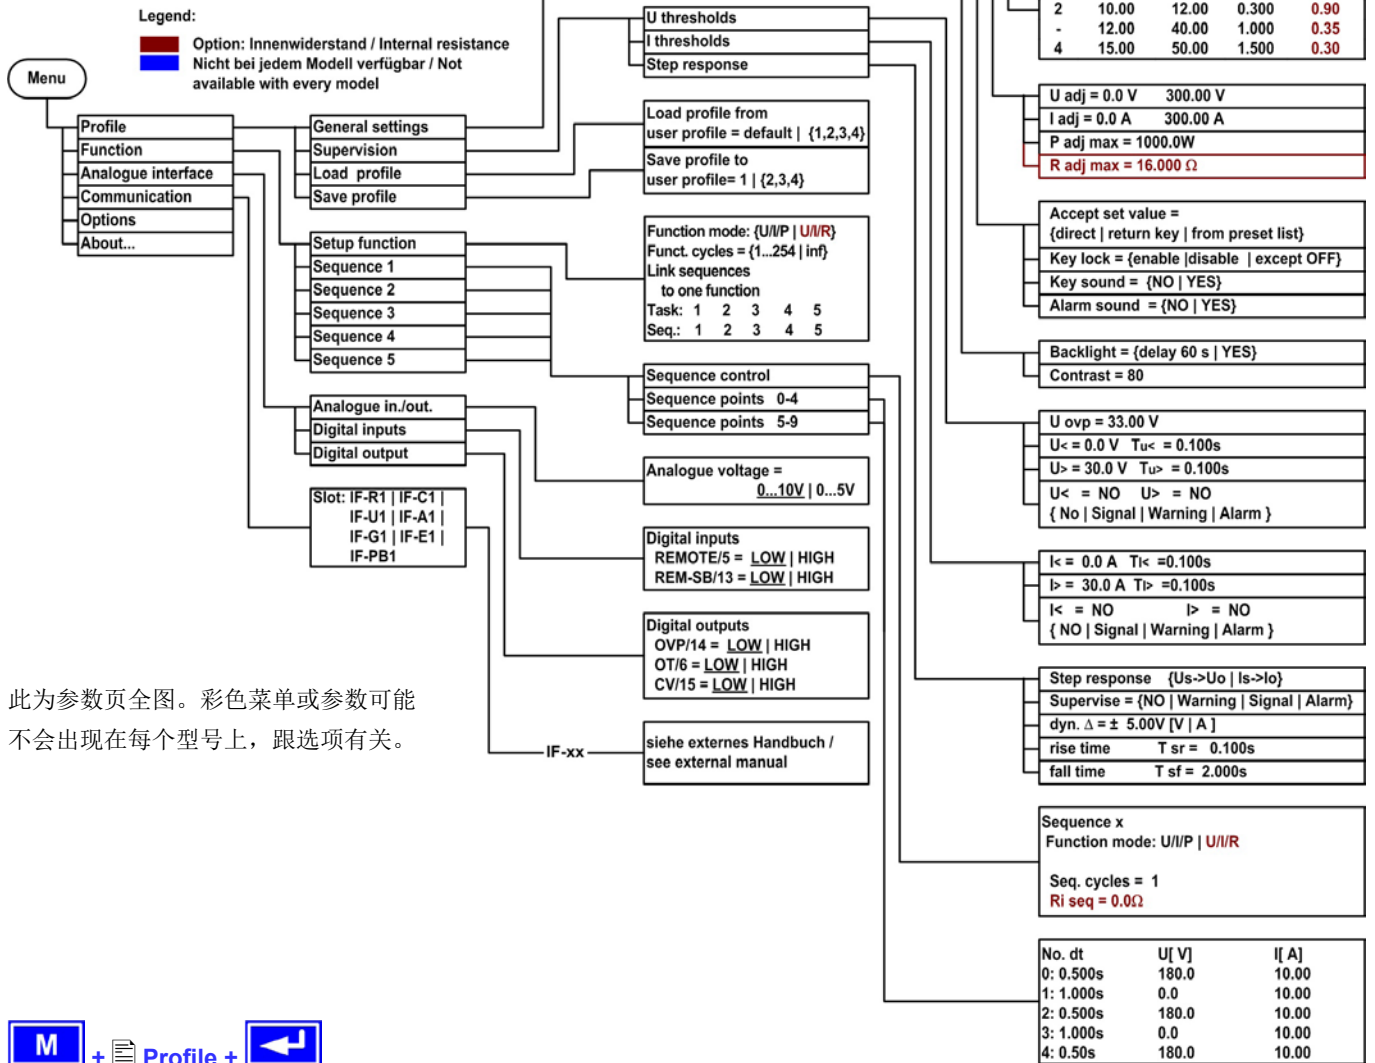 Legend:
Option: Innenwiderstand / Internal resistance
Nicht bei jedem Modell verfügbar / Not
available with every model
Menu
Profile
Function
Analogue interface
Communication
Options
About...
General settings
Supervision
Load profile
Save profile
Setup function
Sequence 1
Sequence 2
Sequence 3
Sequence 4
Sequence 5
Analogue in./out.
Digital inputs
Digital output
Slot: IF-R1 | IF-C1 |
IF-U1 | IF-A1 |
IF-G1 | IF-E1 |
IF-PB1
U thresholds
I thresholds
Step response
Load profile from
user profile = default | {1,2,3,4}
Save profile to
user profile= 1 | {2,3,4}
Function mode: {U/I/P | U/I/R}
Funct. cycles = {1...254 | inf}
Link sequences
to one function
Task: 1 2 3 4 5
Seq.: 1 2 3 4 5
Sequence control
Sequence points 0-4
Sequence points 5-9
Analogue voltage =
0...10V | 0...5V
Digital inputs
REMOTE/5 = LOW | HIGH
REM-SB/13 = LOW | HIGH
Digital outputs
OVP/14 = LOW | HIGH
OT/6 = LOW | HIGH
CV/15 = LOW | HIGH
IF-xx
siehe externes Handbuch /
see external manual
2 10.00 12.00 0.300 0.90
- 12.00 40.00 1.000 0.35
4 15.00 50.00 1.500 0.30
U adj = 0.0 V 300.00 V
I adj = 0.0 A 300.00 A
P adj max = 1000.0W
R adj max = 16.000 Ω
Accept set value =
{direct | return key | from preset list}
Key lock = {enable |disable | except OFF}
Key sound = {NO | YES}
Alarm sound = {NO | YES}
Backlight = {delay 60 s | YES}
Contrast = 80
U ovp = 33.00 V
U< = 0.0 V Tu< = 0.100s
U> = 30.0 V Tu> = 0.100s
U< = NO U> = NO
{ No | Signal | Warning | Alarm }
I< = 0.0 A TI< =0.100s
I> = 30.0 A TI> =0.100s
I< = NO I> = NO
{ NO | Signal | Warning | Alarm }
Step response {Us->Uo | Is->Io}
Supervise = {NO | Warning | Signal | Alarm}
dyn. Δ = ± 5.00V [V | A ]
rise time T sr = 0.100s
fall time T sf = 2.000s
Sequence x
Function mode: U/I/P | U/I/R
Seq. cycles = 1
Ri seq = 0.0Ω
No. dt U[ V] I[ A]
0: 0.500s 180.0 10.00
1: 1.000s 0.0 10.00
2: 0.500s 180.0 10.00
3: 1.000s 0.0 10.00
4: 0.50s 180.0 10.00
此为参数页全图。彩色菜单或参数可能
不会出现在每个型号上，跟选项有关。
M + Profile +